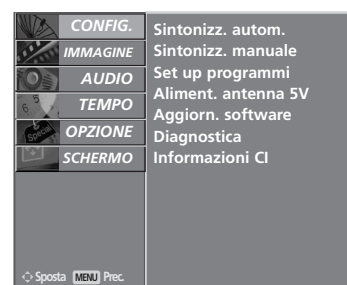 CONFIG.
IMMAGINE
AUDIO
TEMPO
Special
OPZIONE
SCHERMO
Sintonizz. autom.
Sintonizz. manuale
Set up programmi
Aliment. antenna 5V
Aggiorn. software
Diagnostica
Informazioni CI
Sposta MENU Prec.